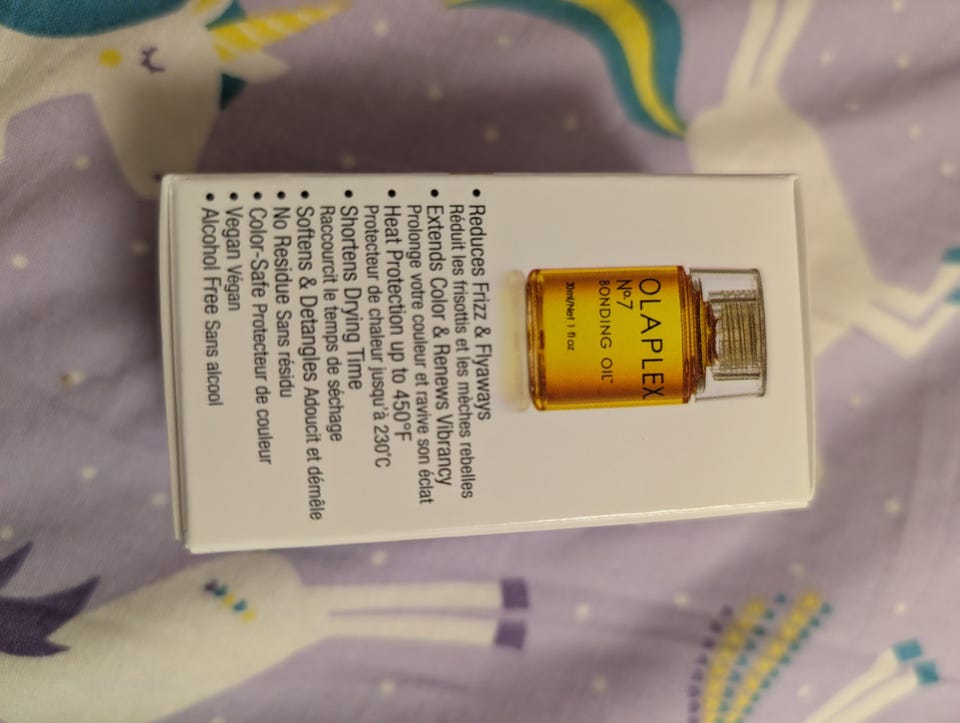 OLAPLEX
Nº.7
BONDING OIL™
30ml/Net 1 fl oz
• Reduces Frizz & Flyaways
Réduit les frisottis et les mèches rebelles
• Extends Color & Renews Vibrancy
Prolonge votre couleur et ravive son éclat
• Heat Protection up to 450°F
Protecteur de chaleur jusqu'à 230°C
• Shortens Drying Time
Raccourcit le temps de séchage
• Softens & Detangles Adoucit et démêle
• No Residue Sans résidu
• Color-Safe Protecteur de couleur
• Vegan Végan
• Alcohol Free Sans alcool